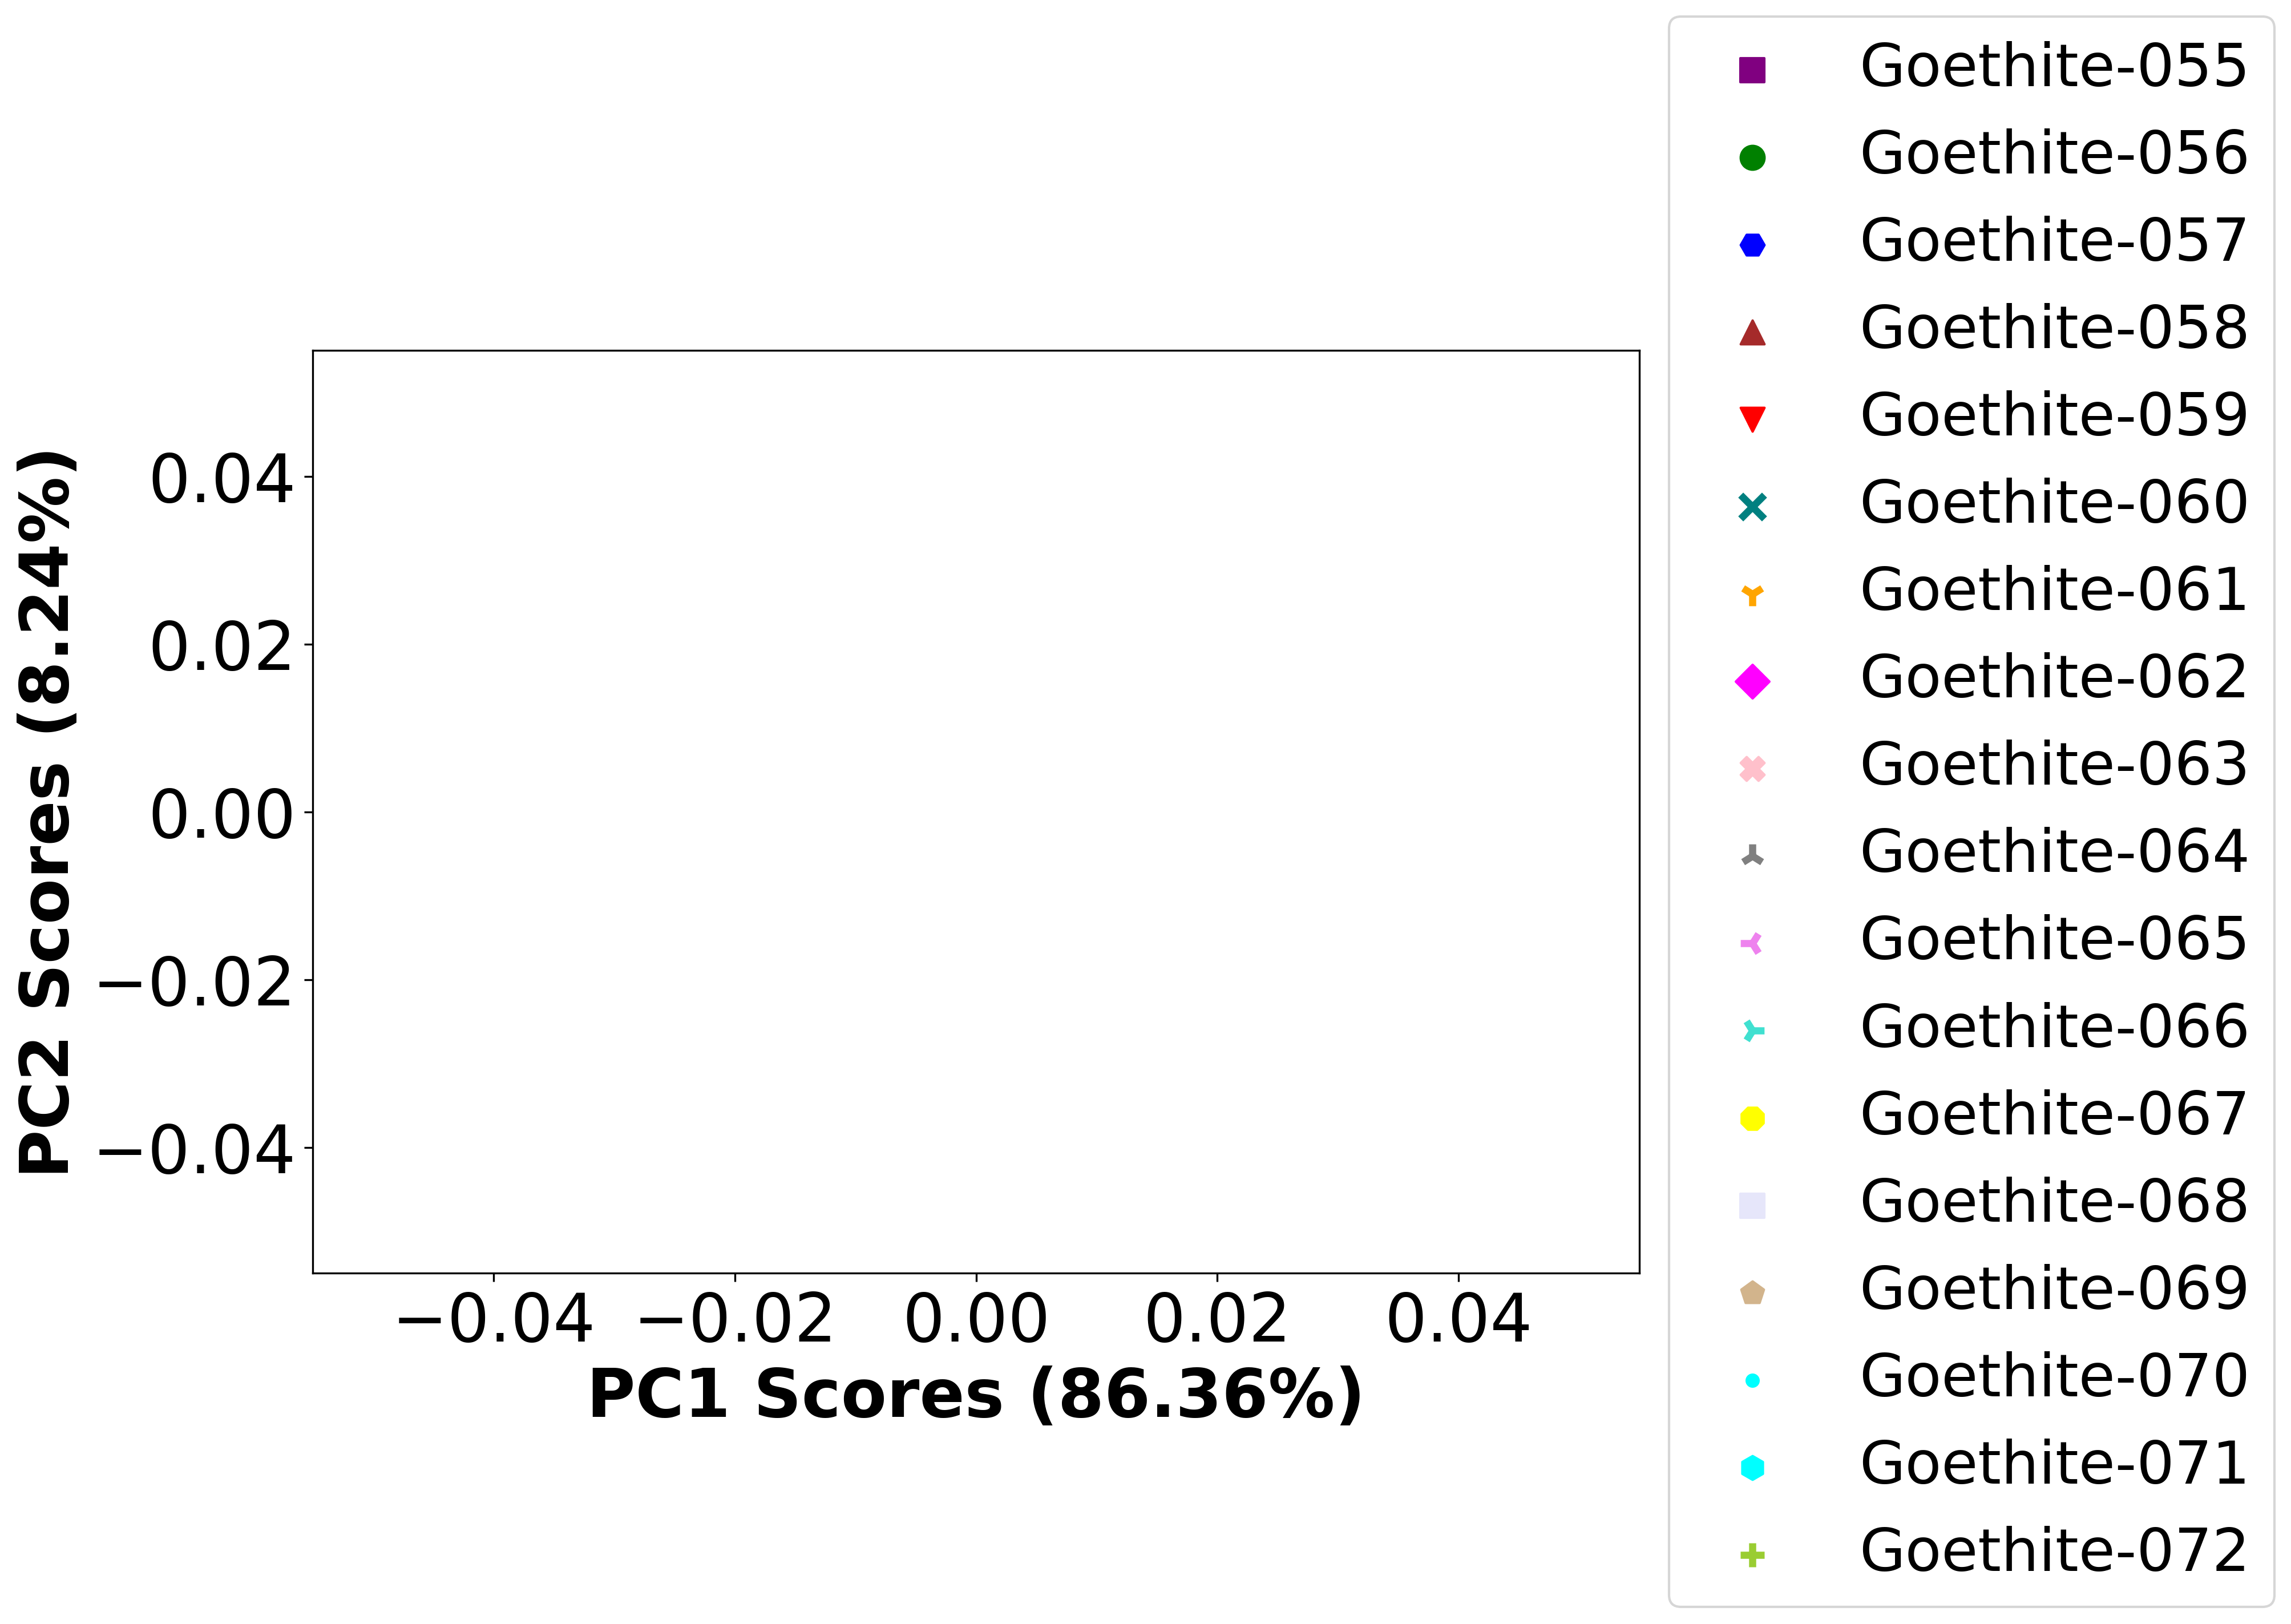 PC2 Scores (8.24%)
0.04
0.02
0.00
−0.02
−0.04
−0.04
−0.02
0.00
0.02
0.04
PC1 Scores (86.36%)
Goethite-055
Goethite-056
Goethite-057
Goethite-058
Goethite-059
Goethite-060
Goethite-061
Goethite-062
Goethite-063
Goethite-064
Goethite-065
Goethite-066
Goethite-067
Goethite-068
Goethite-069
Goethite-070
Goethite-071
Goethite-072